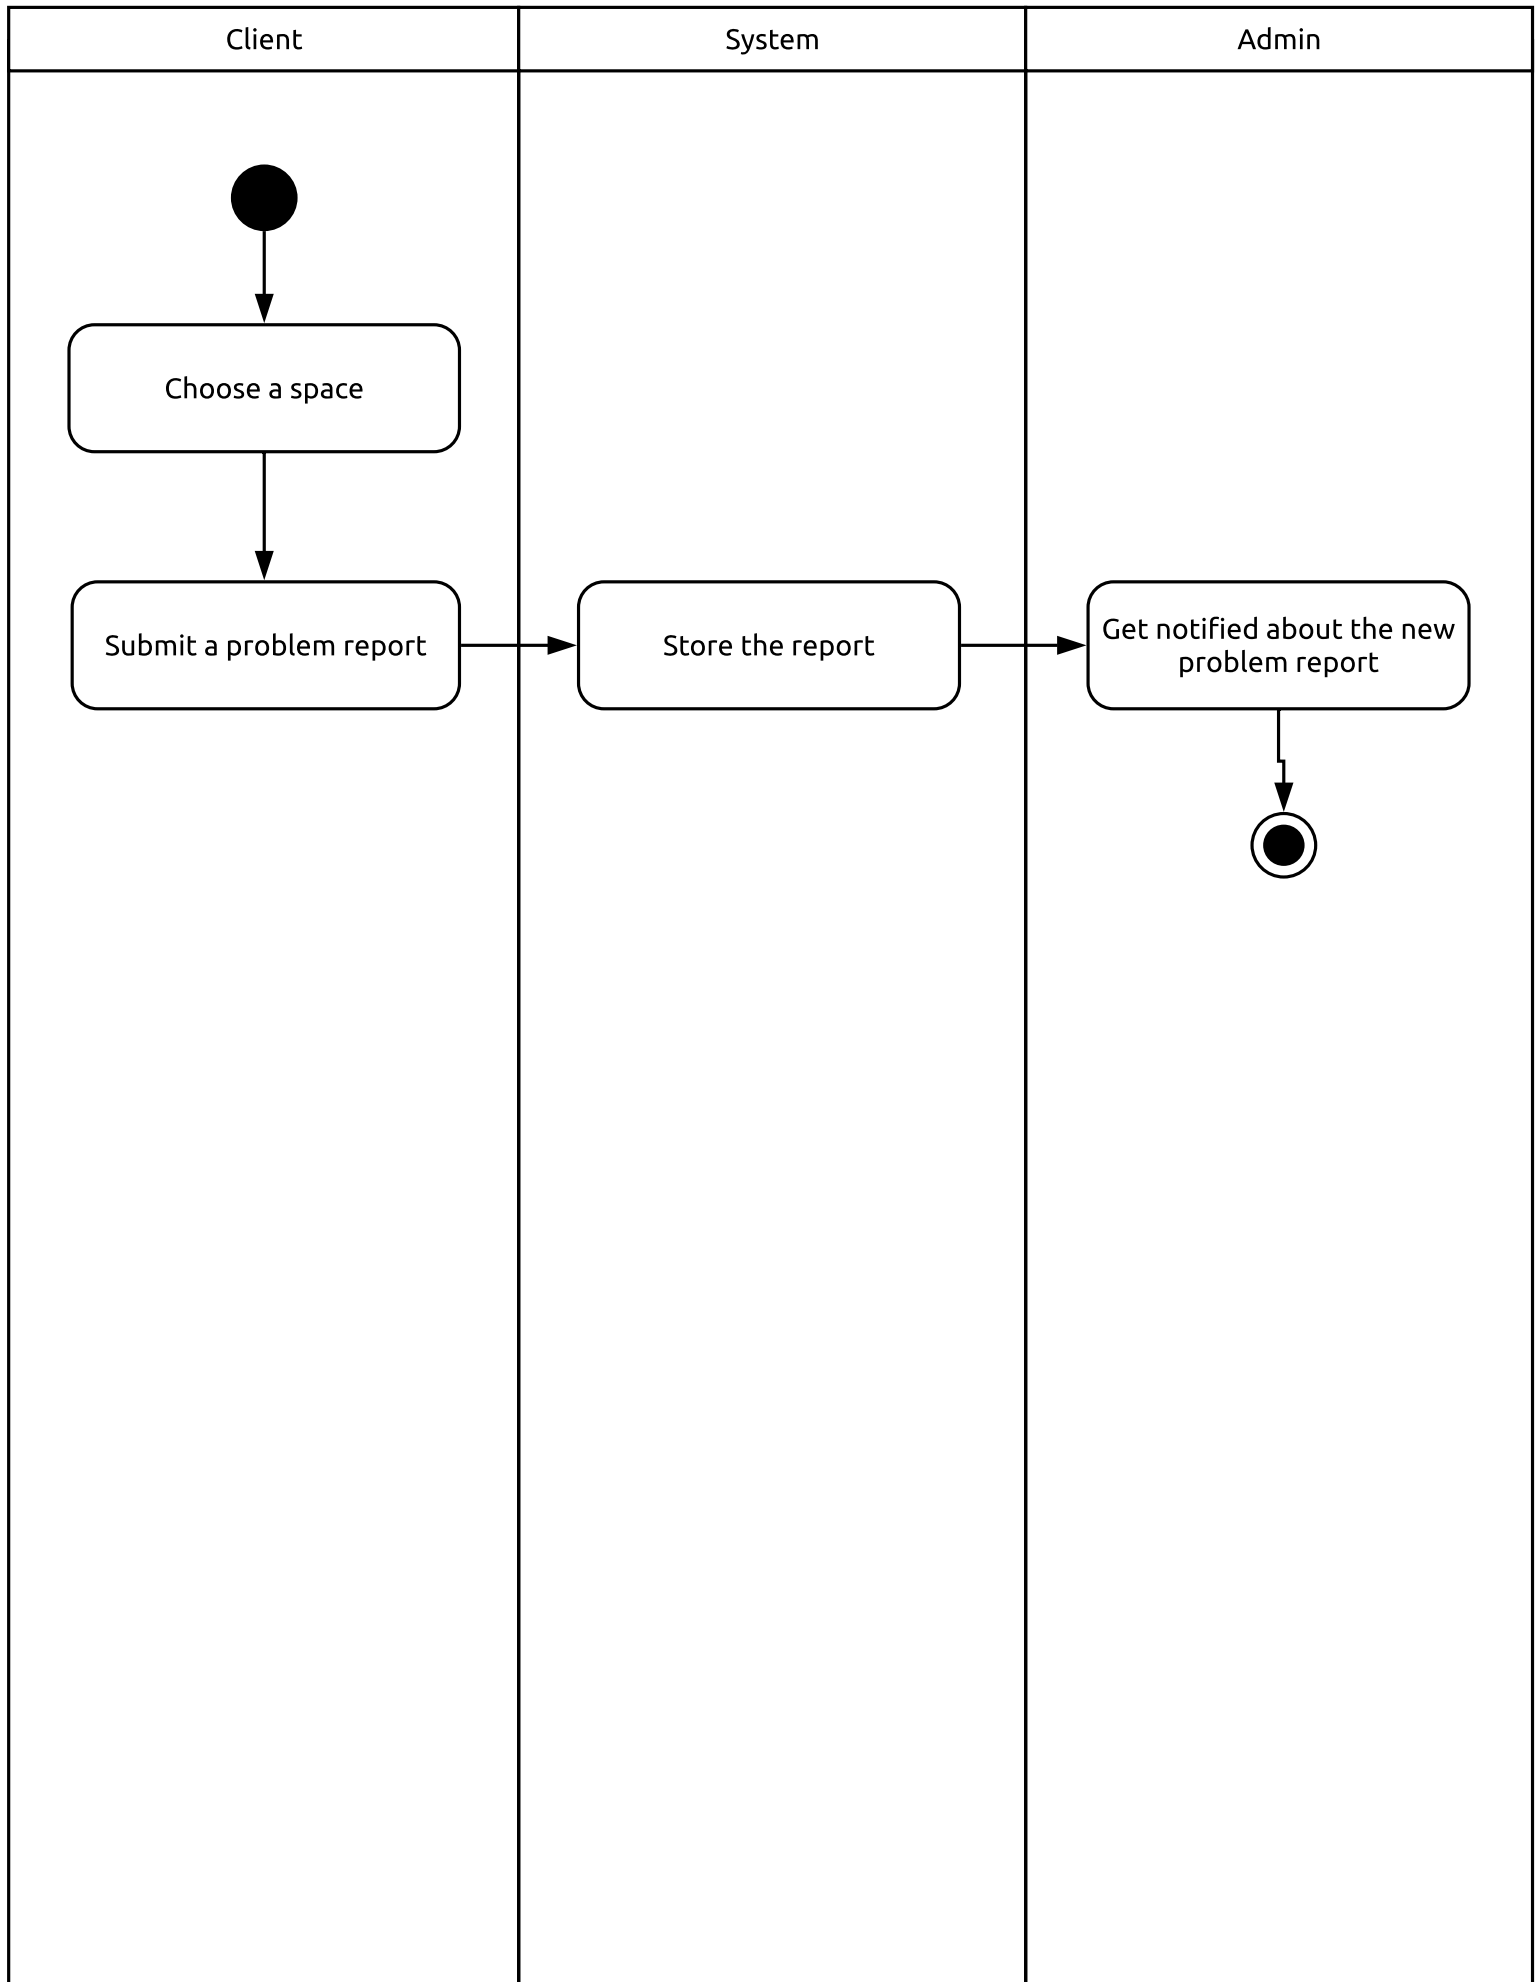 Client
System
Admin
Choose a space
Submit a problem report
Store the report
Get notified about the new
problem report